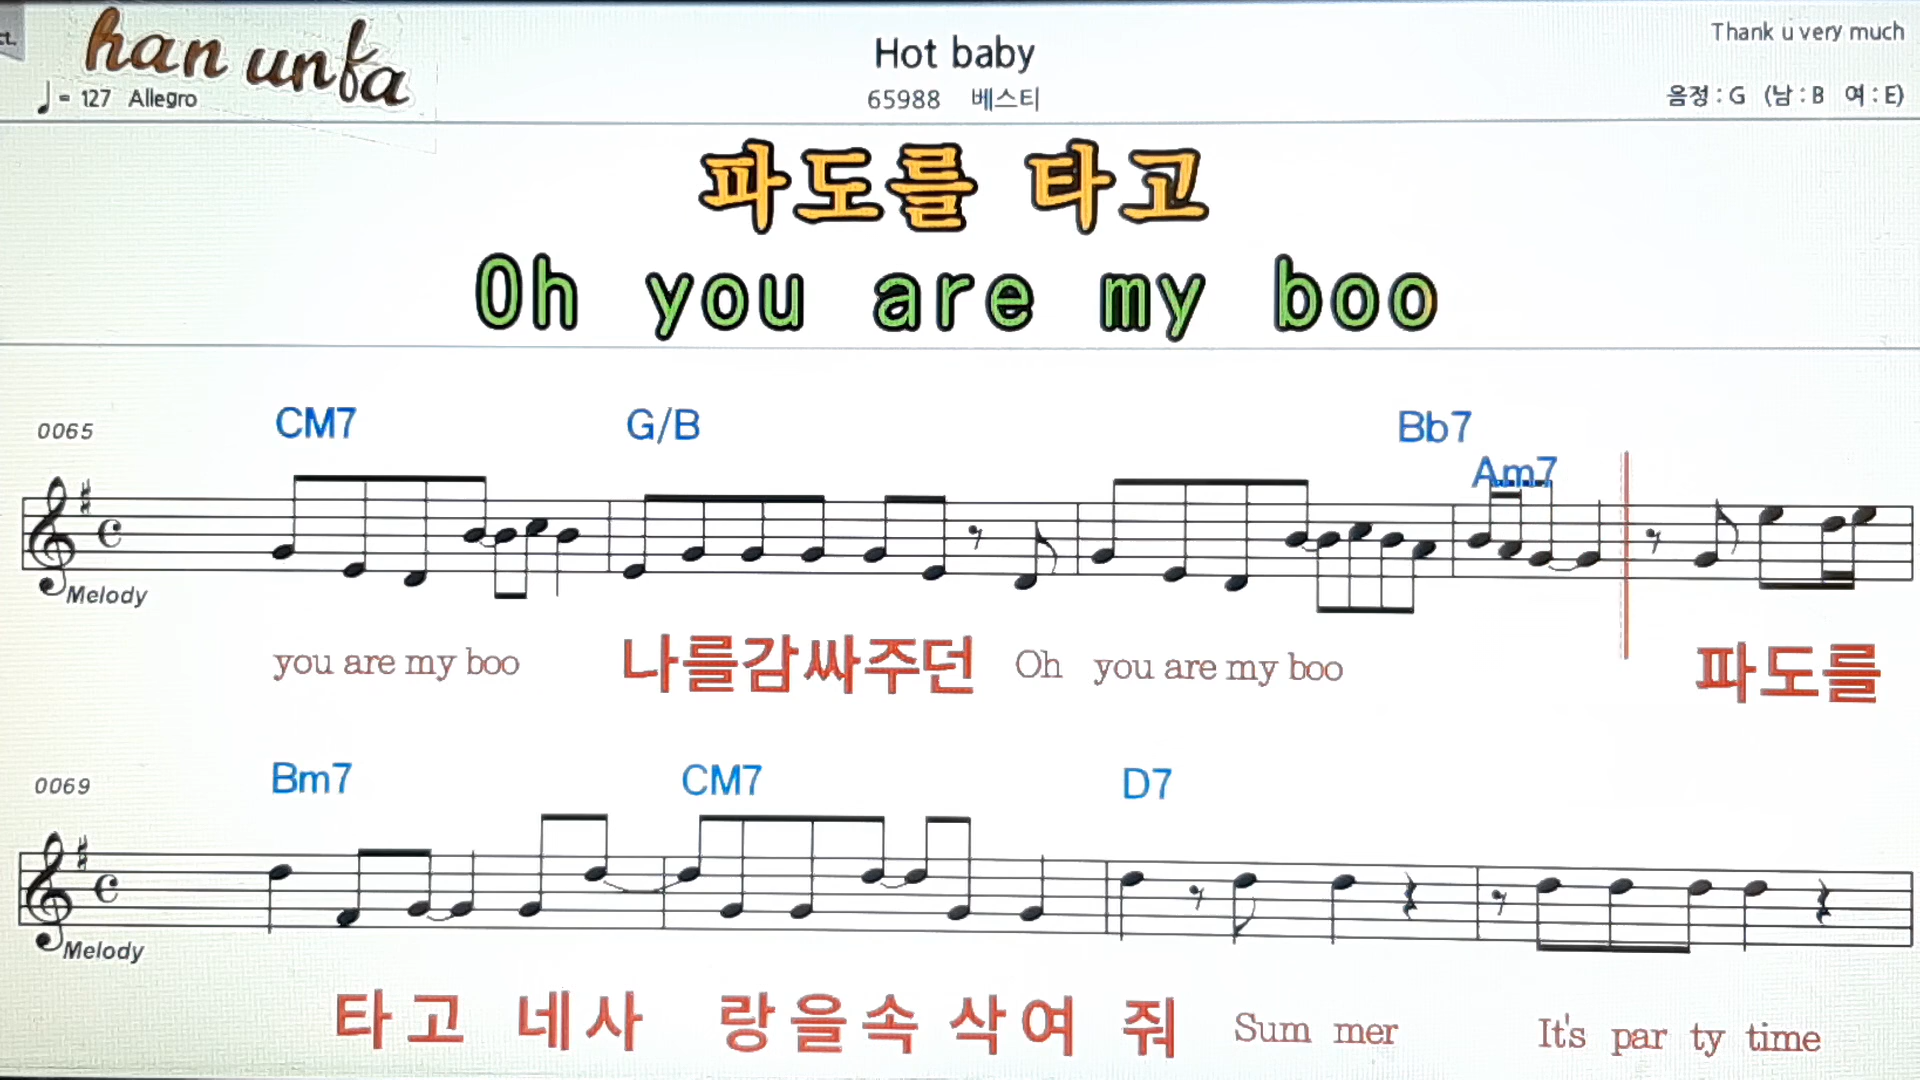 han unfa
Hot baby
Thank u very much
♩= 127 Allegro
65988 베스티
음정 : G (남 : B 여 : E)
파도를 타고
Oh you are my boo
0065
CM7 G/B Bb7
Am7
Melody
you are my boo 나를감싸주던 Oh you are my boo 파도를
0069
Bm7 CM7 D7
Melody
타고 네사 랑을속 삭여 줘 Sum mer It's par ty time